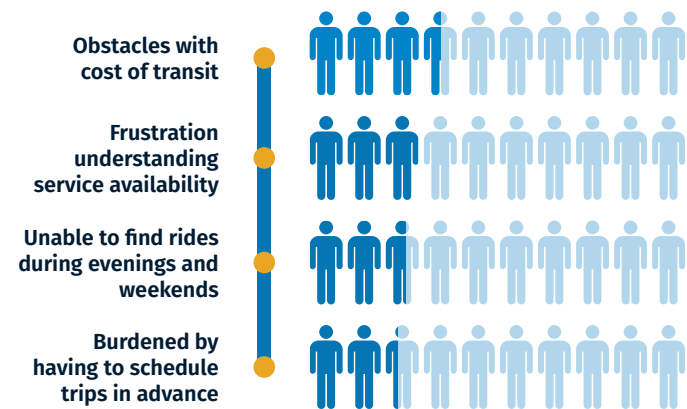 Obstacles with
cost of transit
Frustration
understanding
service availability
Unable to find rides
during evenings and
weekends
Burdened by
having to schedule
trips in advance